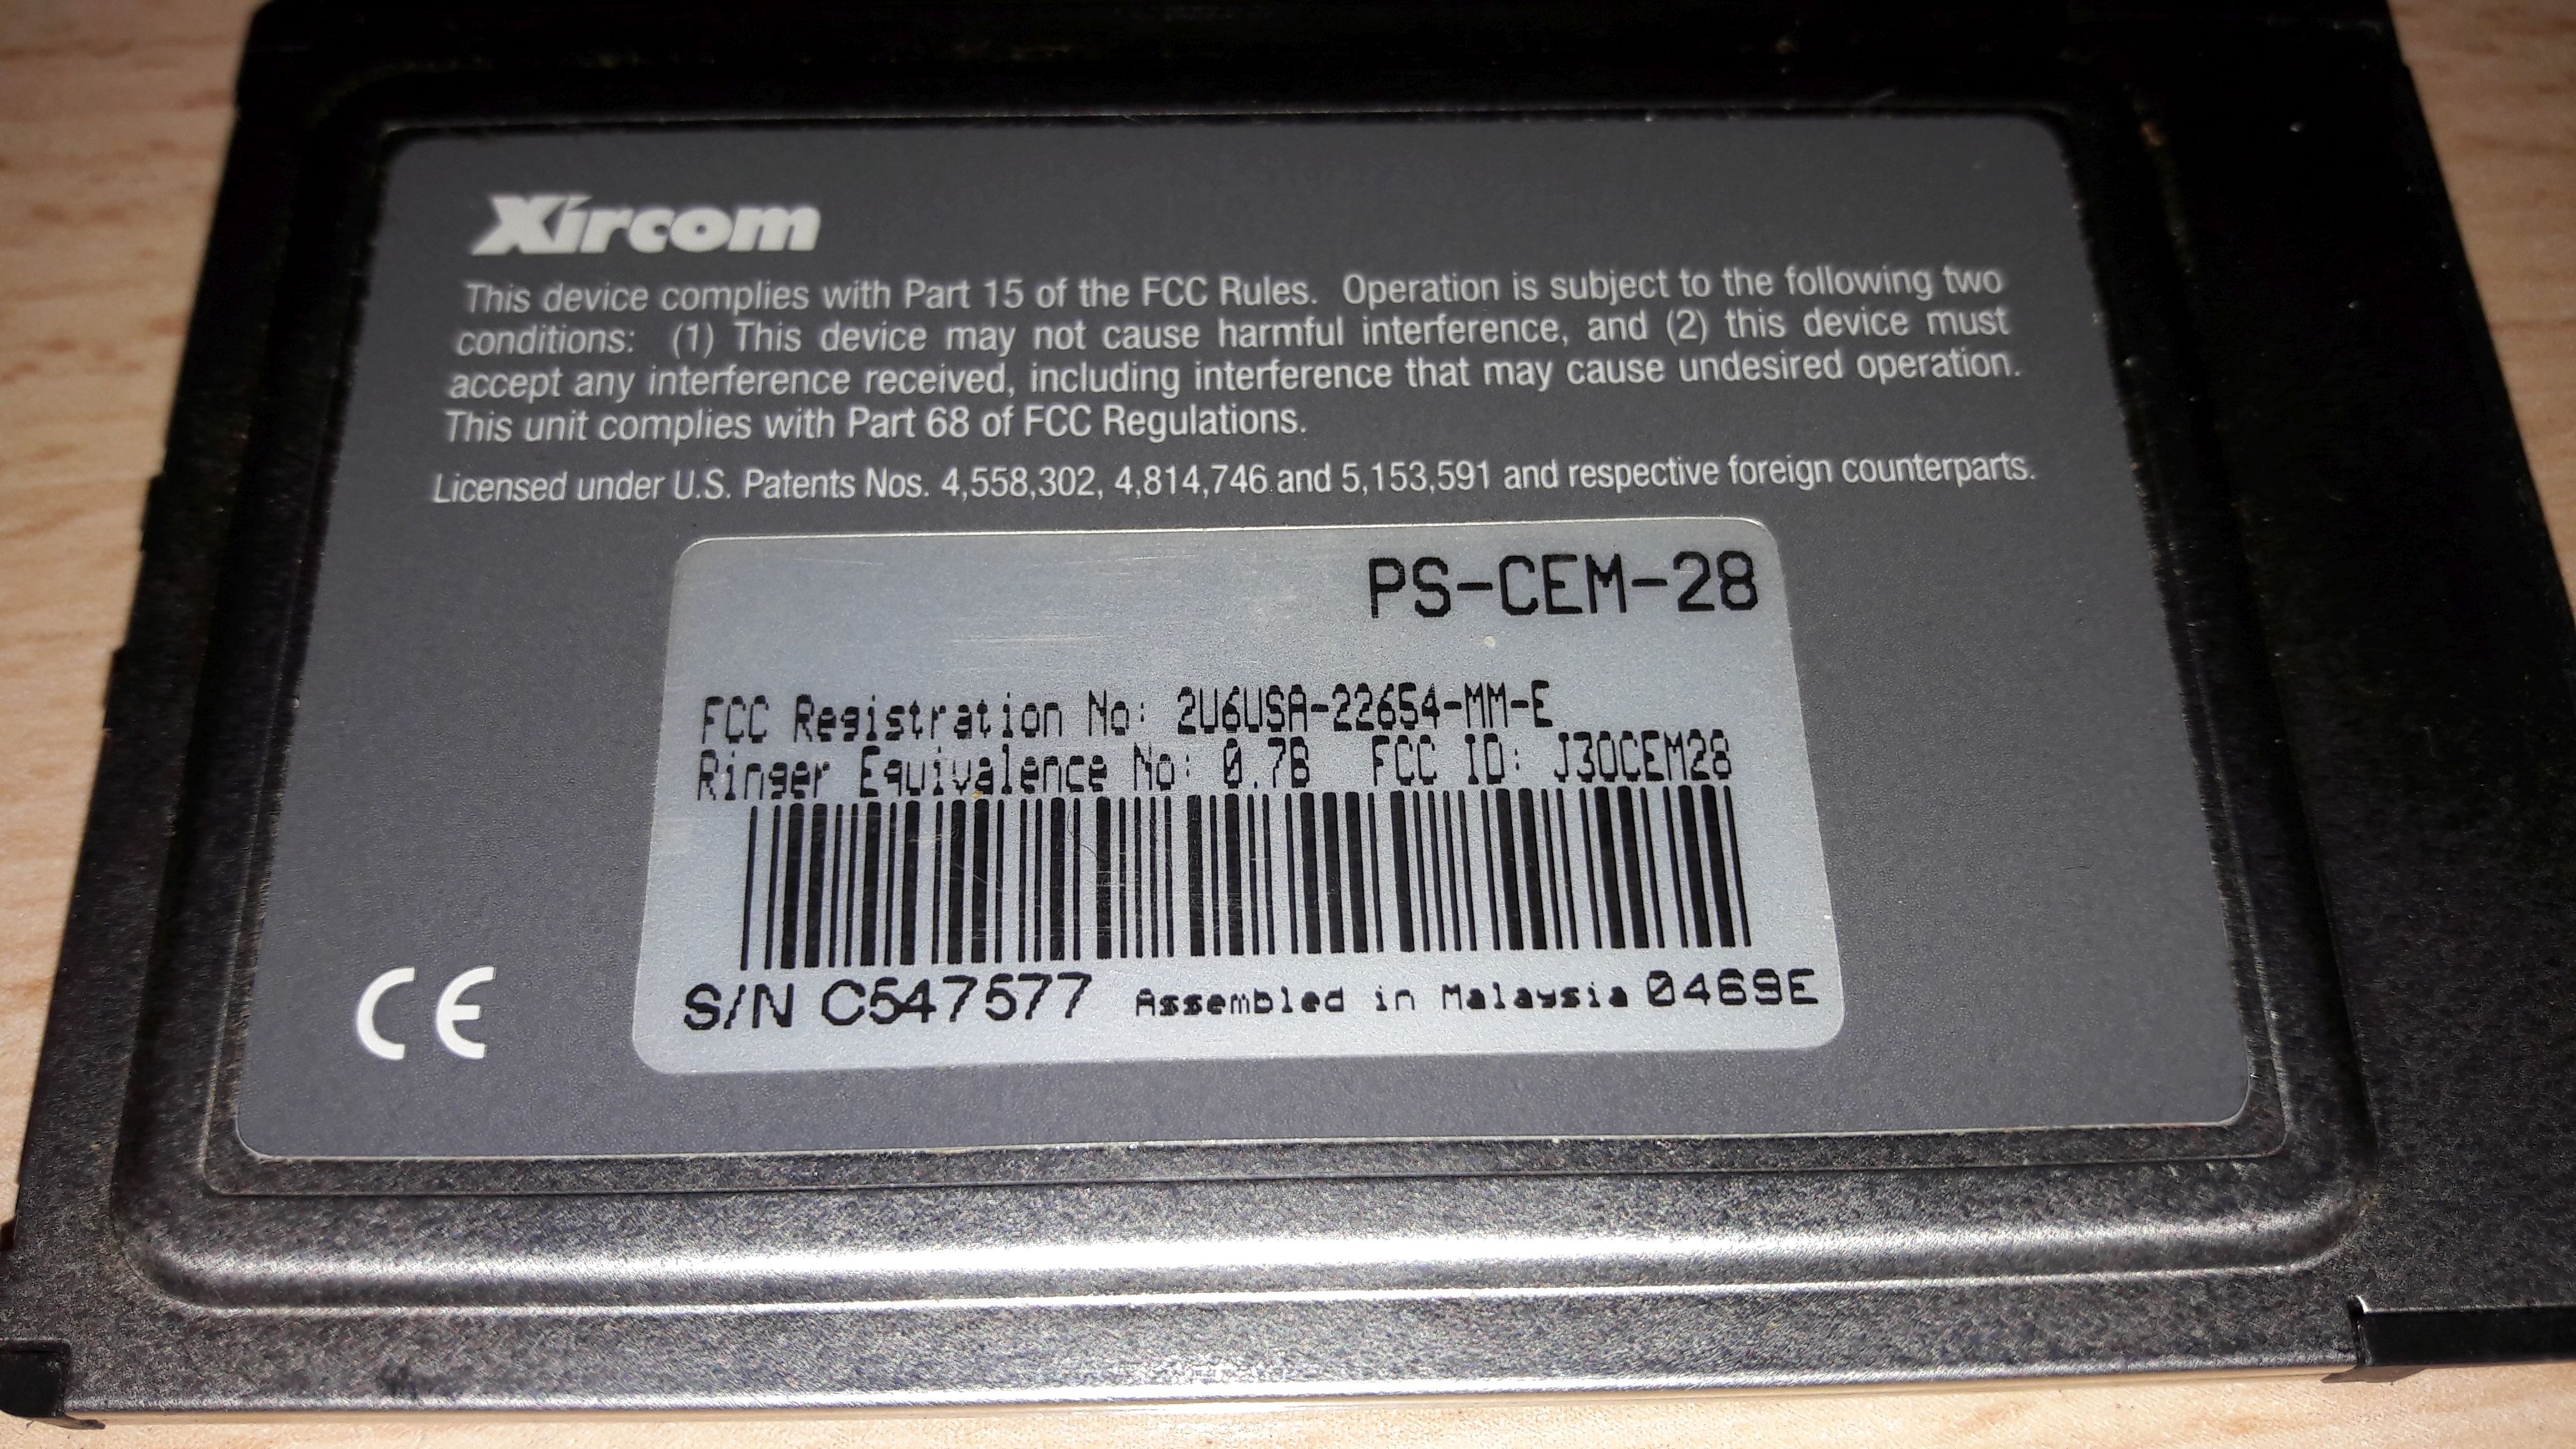 Xircom
This device complies with Part 15 of the FCC Rules. Operation is subject to the following two
conditions: (1) This device may not cause harmful interference, and (2) this device must
accept any interference received, including interference that may cause undesired operation.
This unit complies with Part 68 of FCC Regulations.
Licensed under U.S. Patents Nos. 4,558,302, 4,814,746 and 5,153,591 and respective foreign counterparts.
PS-CEM-28
FCC Registration No: 2U6USA-22654-MM-E
Ringer Equivalence No: 0.7B FCC ID: J30CEM28
S/N C547577 Assembled in Malaysia 0469E
CE